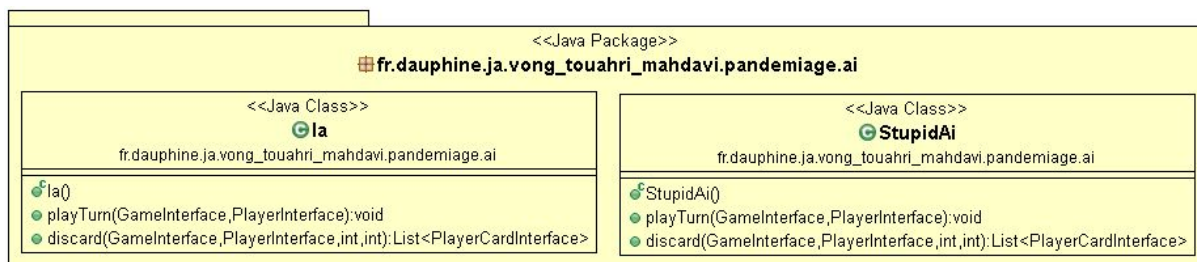 <<Java Package>>
fr.dauphine.ja.vong_touahri_mahdavi.pandemiage.ai
<<Java Class>>
Ia
fr.dauphine.ja.vong_touahri_mahdavi.pandemiage.ai
Ia()
playTurn(GameInterface,PlayerInterface):void
discard(GameInterface,PlayerInterface,int,int):List<PlayerCardInterface>
<<Java Class>>
StupidAi
fr.dauphine.ja.vong_touahri_mahdavi.pandemiage.ai
StupidAi()
playTurn(GameInterface,PlayerInterface):void
discard(GameInterface,PlayerInterface,int,int):List<PlayerCardInterface>